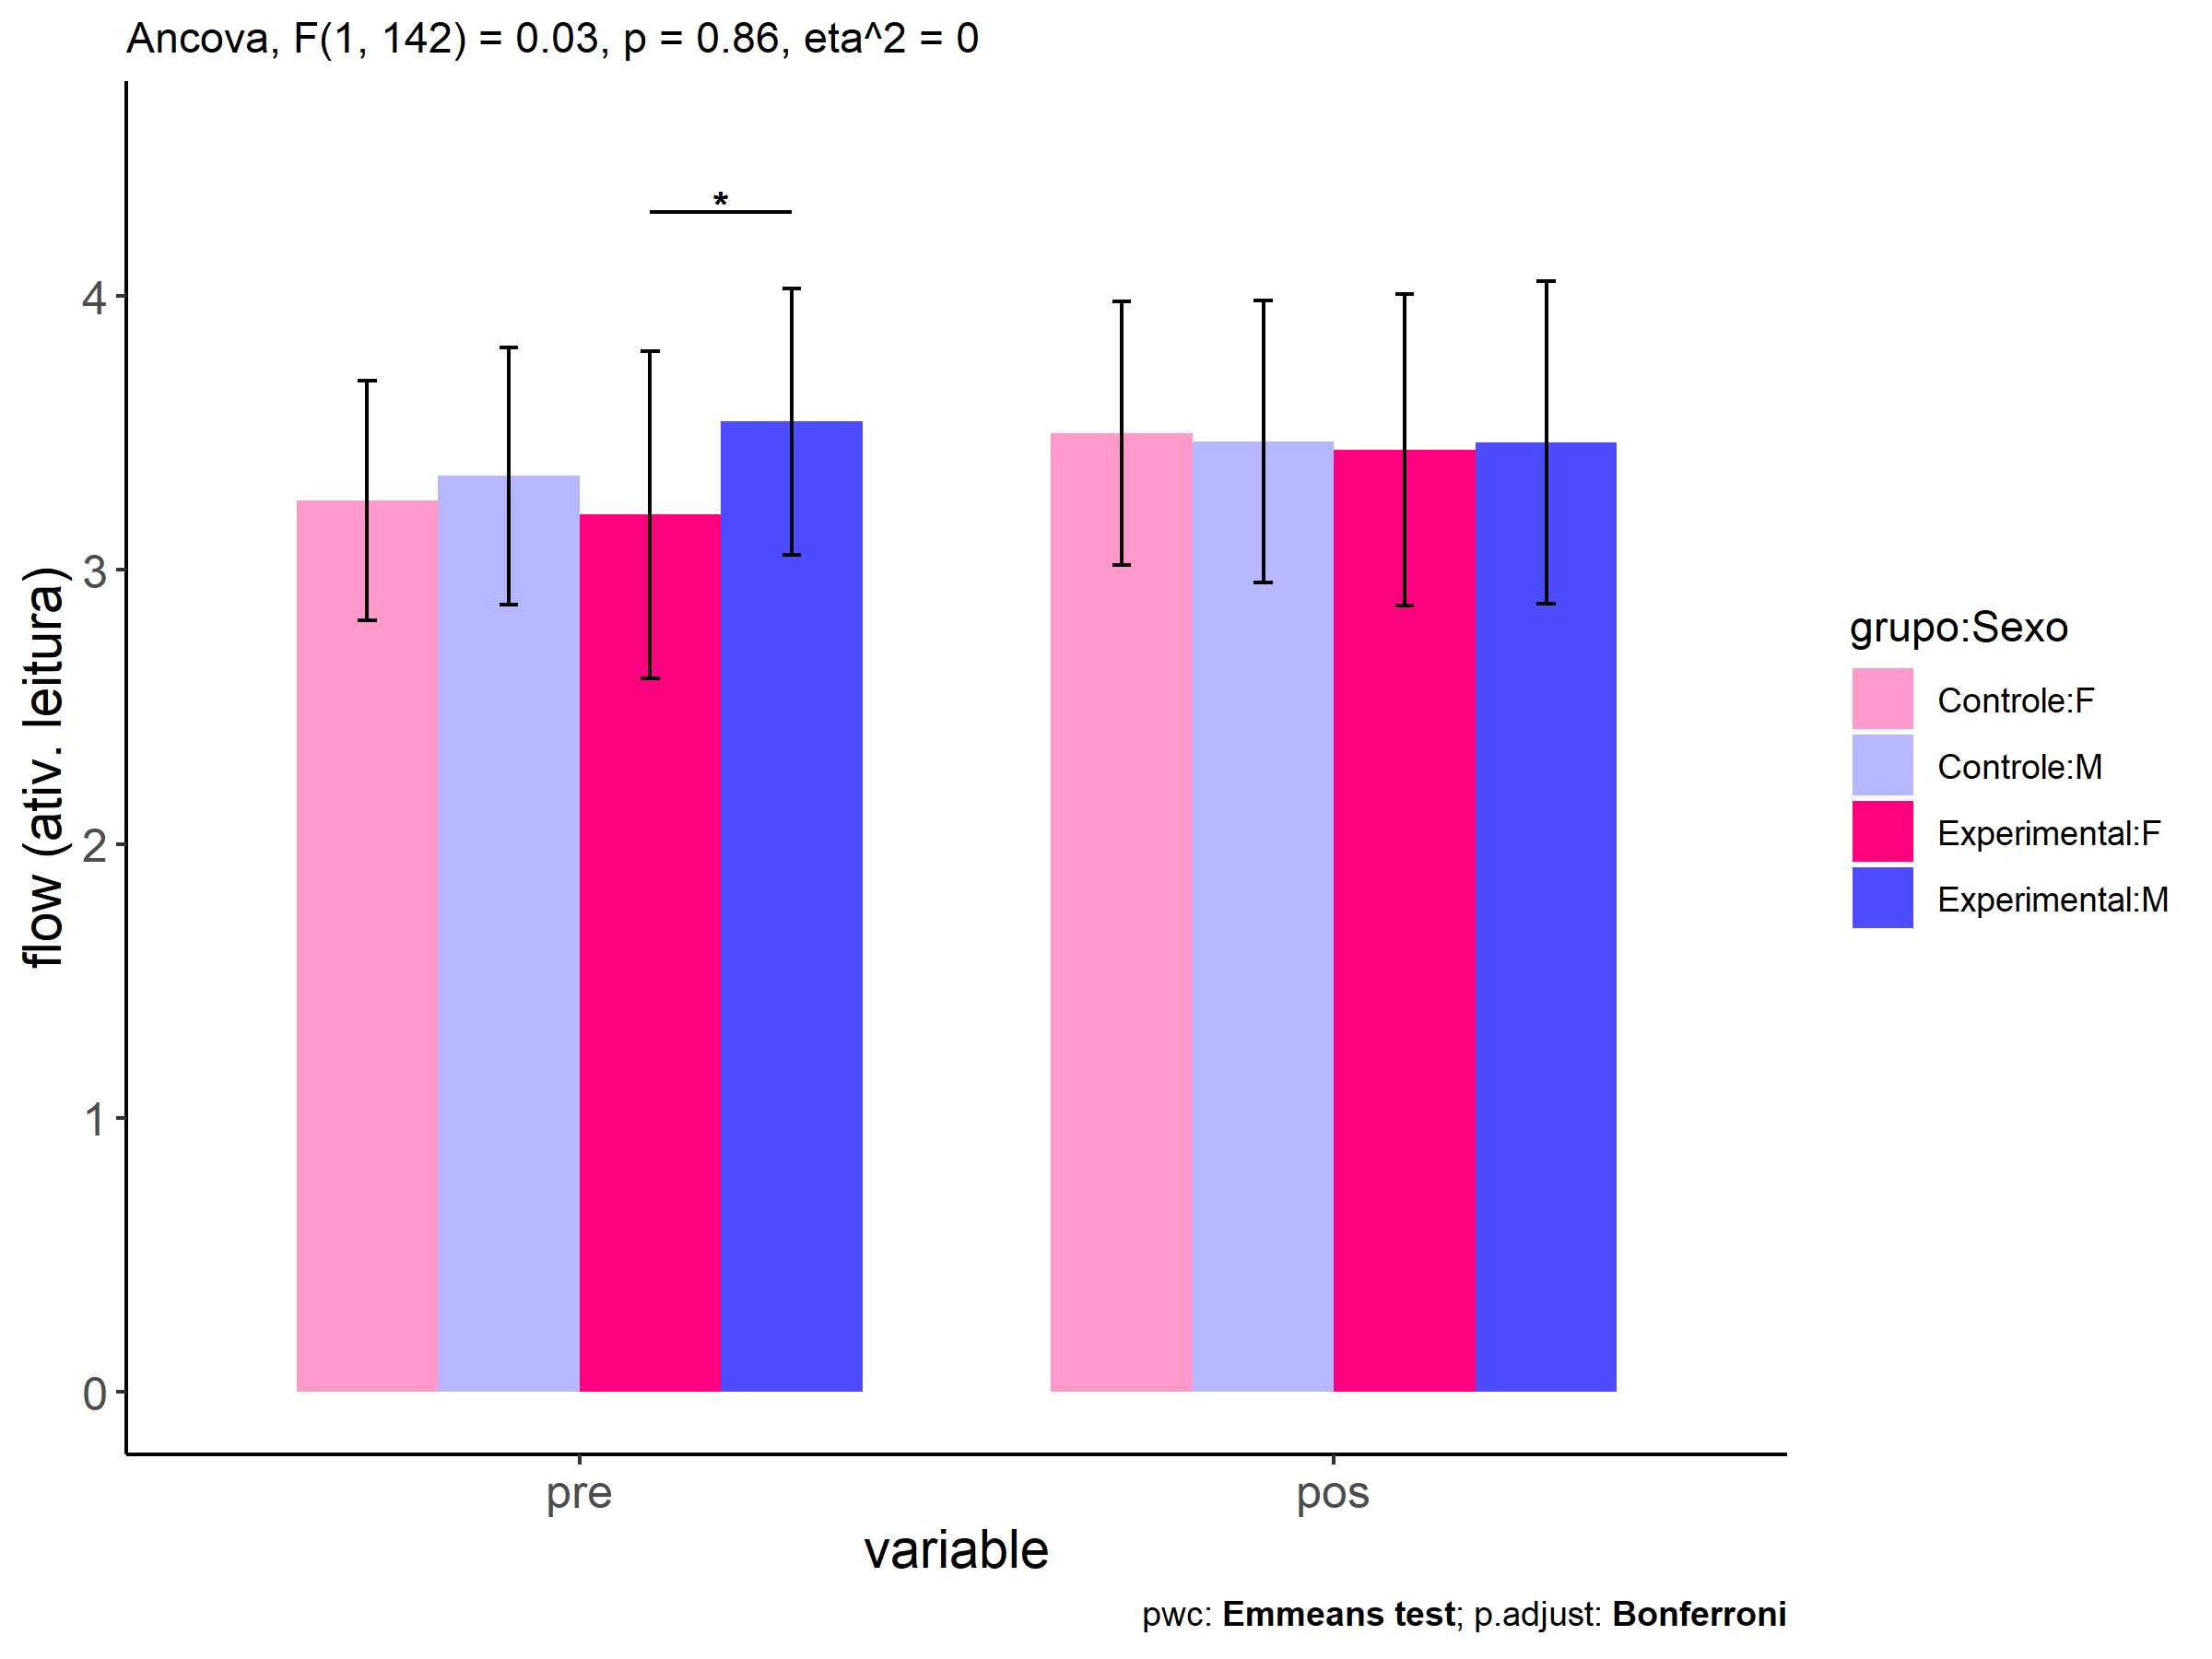 Ancova, F(1, 142) = 0.03, p = 0.86, eta^2 = 0
*
4
3
2
1
0
flow (ativ. leitura)
pre
pos
variable
grupo:Sexo
Controle:F
Controle:M
Experimental:F
Experimental:M
pwc: Emmeans test; p.adjust: Bonferroni